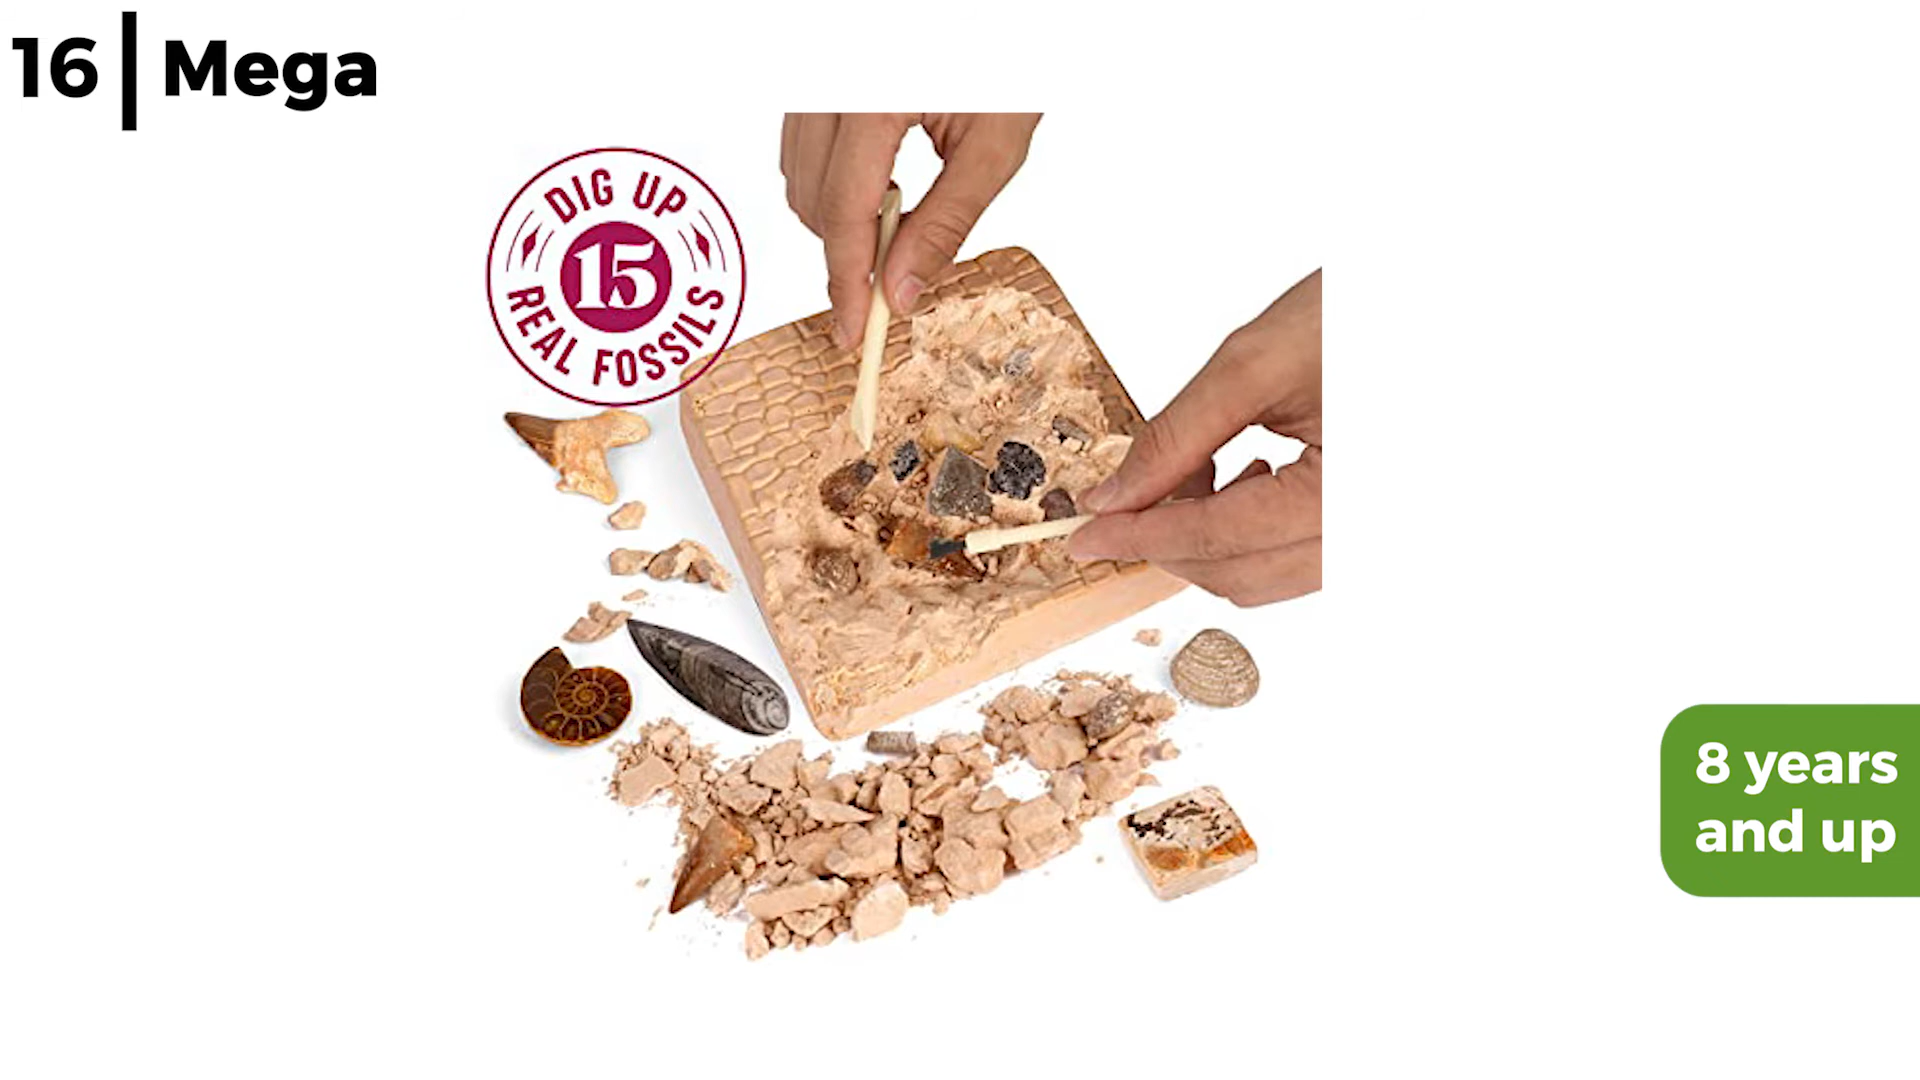 16 | Mega
DIG UP
15
REAL FOSSILS
8 years
and up